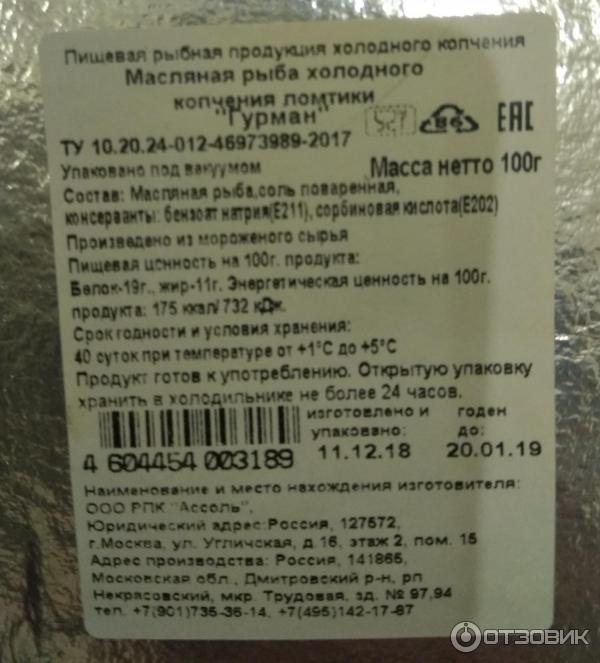 Пищевая рыбная продукция холодного копчения
Масляная рыба холодного
копчения ломтики
"Гурман"
ТУ 10.20.24-012-46973989-2017
EAC
Упаковано под вакуумом
Масса нетто 100г
Состав: Масляная рыба,соль поваренная,
консерванты: бензоат натрия(Е211), сорбиновая кислота(Е202)
Произведено из мороженого сырья
Пищевая ценность на 100г. продукта:
Белок-19г., жир-11г. Энергетическая ценность на 100г.
продукта: 175 ккал/ 732 кДж.
Срок годности и условия хранения:
40 суток при температуре от +1°С до +5°С
Продукт готов к употреблению. Открытую упаковку
хранить в холодильнике не более 24 часов.
изготовлено и упаковано: 11.12.18
годен до: 20.01.19
4 604454 003189
Наименование и место нахождения изготовителя:
ООО РПК "Ассоль",
Юридический адрес:Россия, 127572,
г.Москва, ул. Угличская, д.16, этаж 2, пом. 15
Адрес производства: Россия, 141865,
Московская обл., Дмитровский р-н, рп
Некрасовский, мкр. Трудовая, зд. № 97,94
тел. +7(901)735-36-14, +7(495)142-17-87
ОТЗОВИК